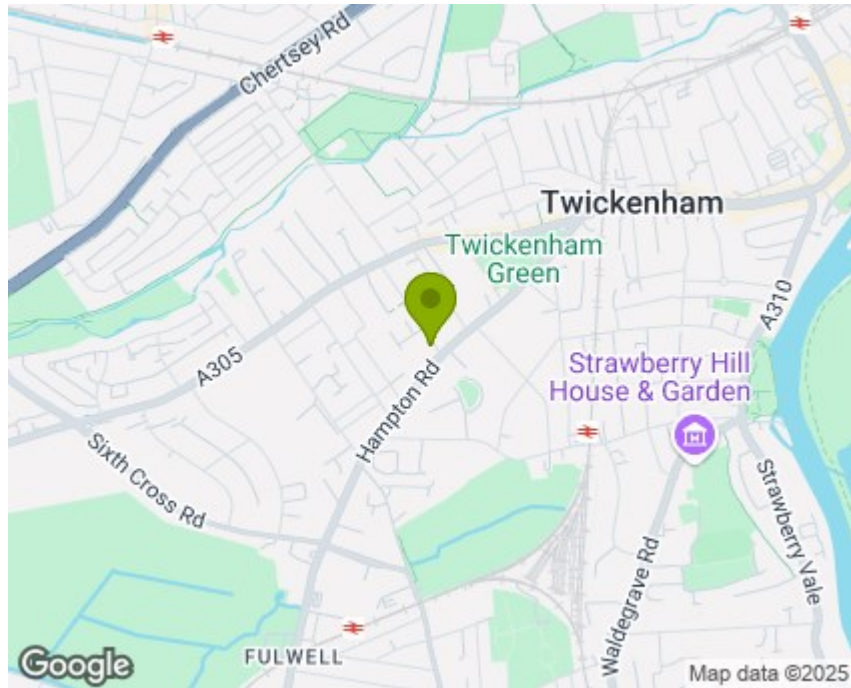 Chertsey Rd
Twickenham
Twickenham
Green
A310
A305
Hampton Rd
Strawberry Hill
House & Garden
Sixth Cross Rd
Strawberry Vale
Waldegrave Rd
FULWELL
Google
Map data ©2025